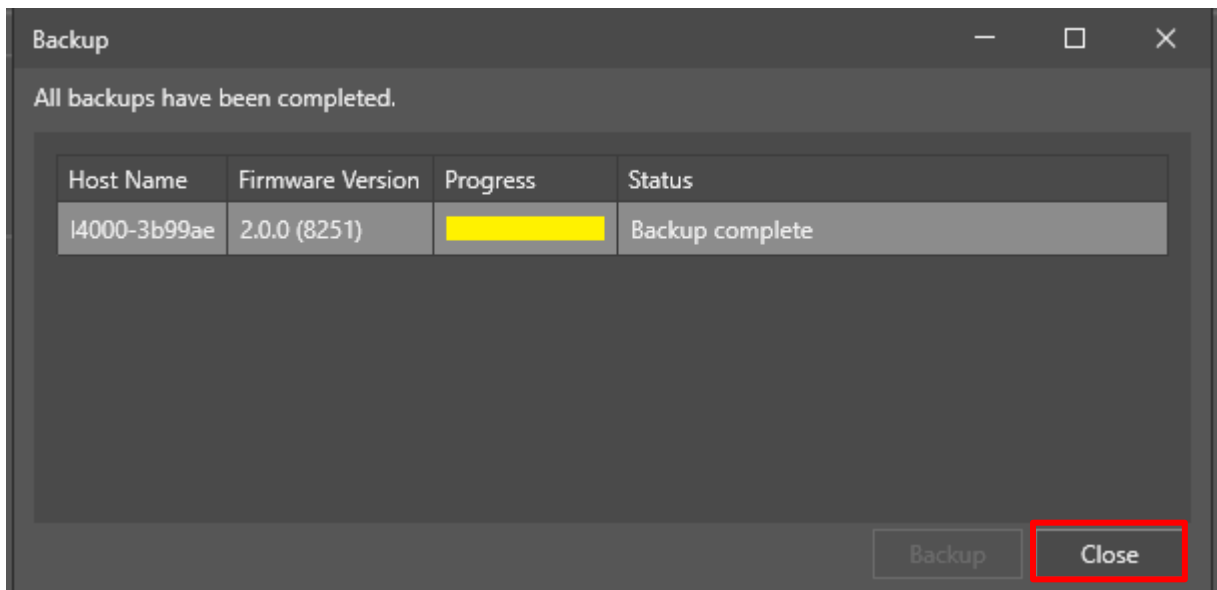 Backup
All backups have been completed.
Host Name Firmware Version Progress Status
I4000-3b99ae 2.0.0 (8251) Backup complete
Backup Close